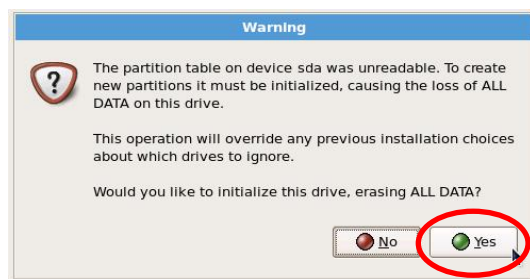 Warning
The partition table on device sda was unreadable. To create
new partitions it must be initialized, causing the loss of ALL
DATA on this drive.
This operation will override any previous installation choices
about which drives to ignore.
Would you like to initialize this drive, erasing ALL DATA?
No
Yes